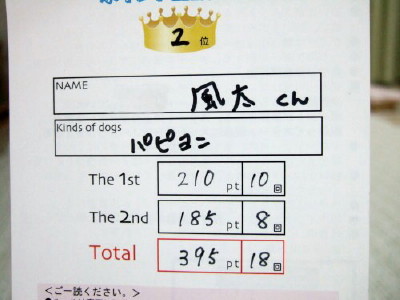 2位
NAME
風太くん
Kinds of dogs
パピヨン
The 1st 210 pt 10 回
The 2nd 185 pt 8 回
Total 395 pt 18 回
<ご一読ください。>